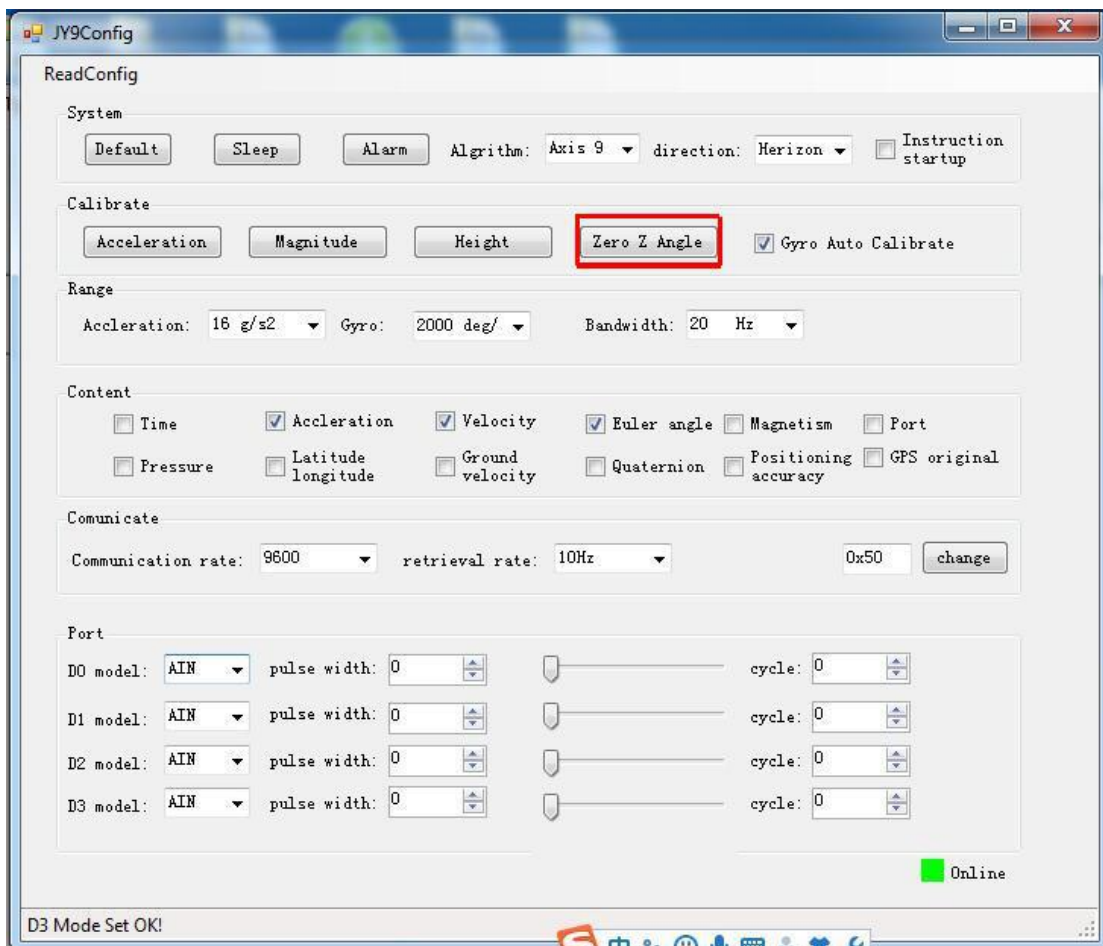 JY9Config
ReadConfig
System
Default Sleep Alarm Algrithm: Axis 9 direction: Herizon Instruction startup
Calibrate
Acceleration Magnitude Height Zero Z Angle Gyro Auto Calibrate
Range
Accleration: 16 g/s2 Gyro: 2000 deg/ Bandwidth: 20 Hz
Content
Time Accleration Velocity Euler angle Magnetism Port
Pressure Latitude longitude Ground velocity Quaternion Positioning accuracy GPS original
Comunicate
Communication rate: 9600 retrieval rate: 10Hz 0x50 change
Port
D0 model: AIN pulse width: 0 cycle: 0
D1 model: AIN pulse width: 0 cycle: 0
D2 model: AIN pulse width: 0 cycle: 0
D3 model: AIN pulse width: 0 cycle: 0
Online
D3 Mode Set OK!